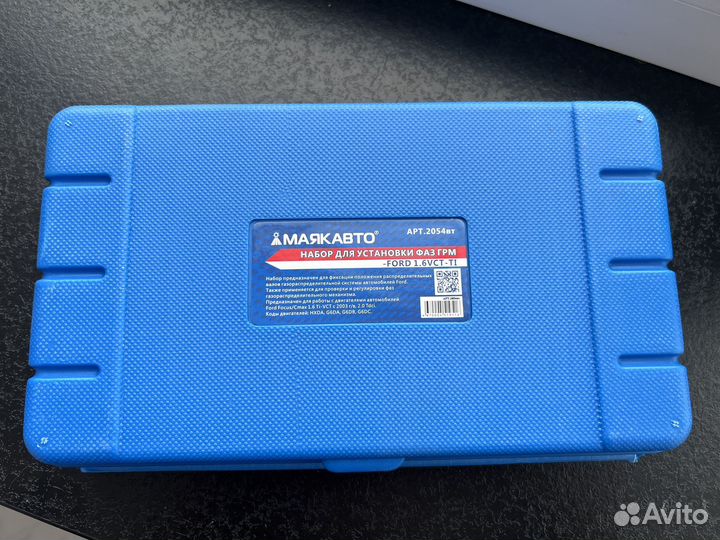 МАЯКАВТО®
АРТ.2054вт
НАБОР ДЛЯ УСТАНОВКИ ФАЗ ГРМ
-FORD 1.6VCT-TI
Набор предназначен для фиксации положения распределительных
валов газораспределительной системы автомобилей Ford.
Также применяется для проверки и регулировки фаз
газораспределительного механизма.
Предназначен для работы с двигателями автомобилей
Ford Focus/Cmax 1.6 Ti-VCT с 2003 г/в, 2.0 Tdci.
Коды двигателей: HXDA, G6DA, G6DB, G6DC.
Avito